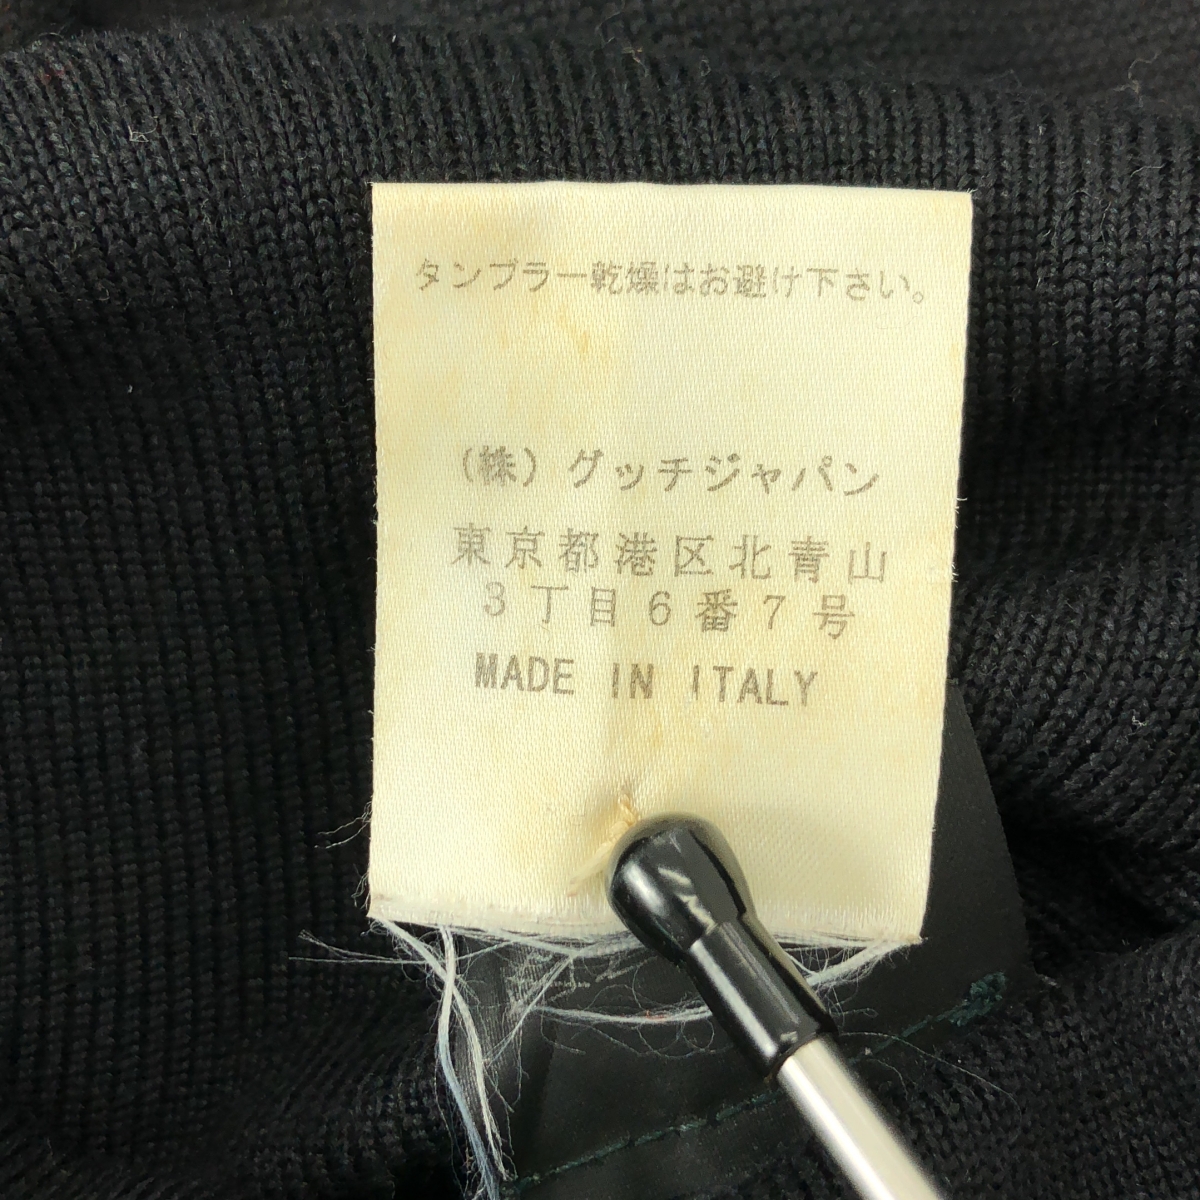 タンブラー乾燥はお避け下さい。
(株) グッチジャパン
東京都港区北青山
3丁目6番7号
MADE IN ITALY